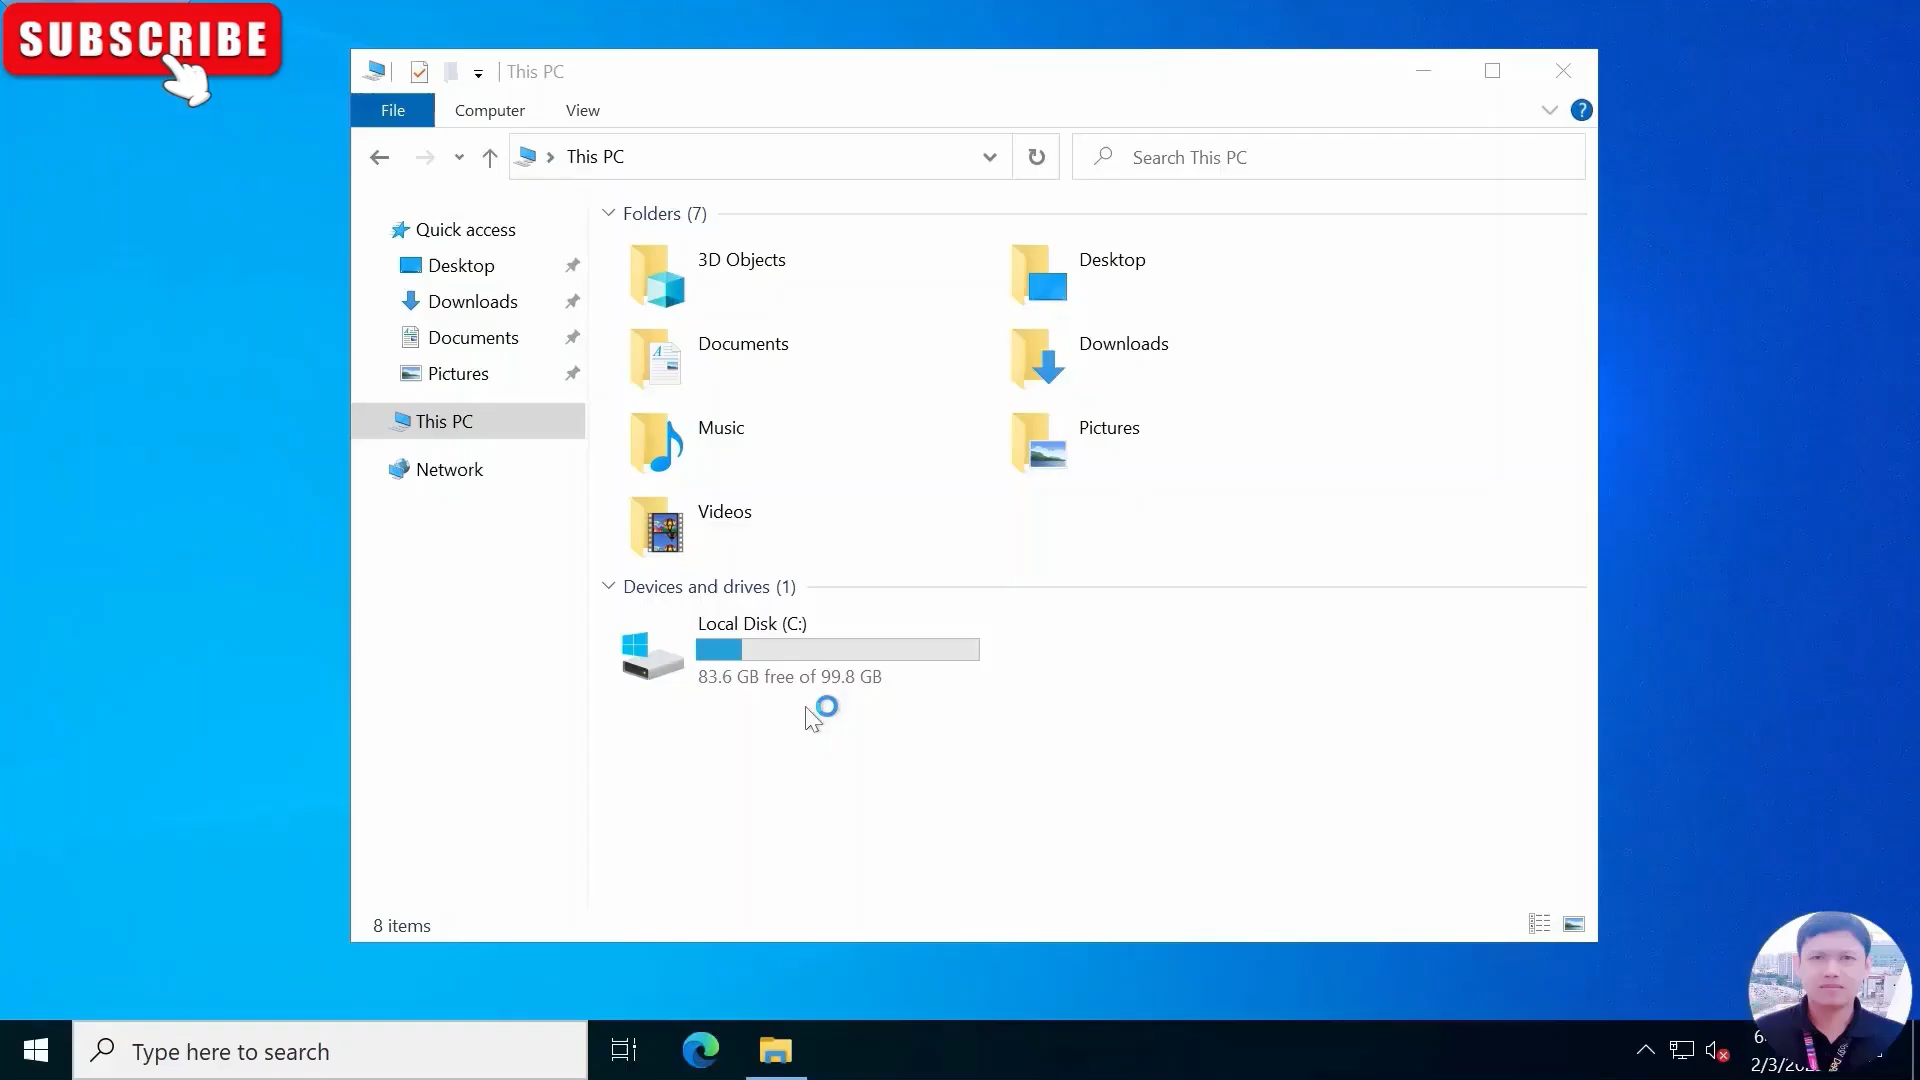 SUBSCRIBE
This PC
File Computer View
This PC
Search This PC
Quick access
Desktop
Downloads
Documents
Pictures
This PC
Network
Folders (7)
3D Objects
Desktop
Documents
Downloads
Music
Pictures
Videos
Devices and drives (1)
Local Disk (C:)
83.6 GB free of 99.8 GB
8 items
Type here to search